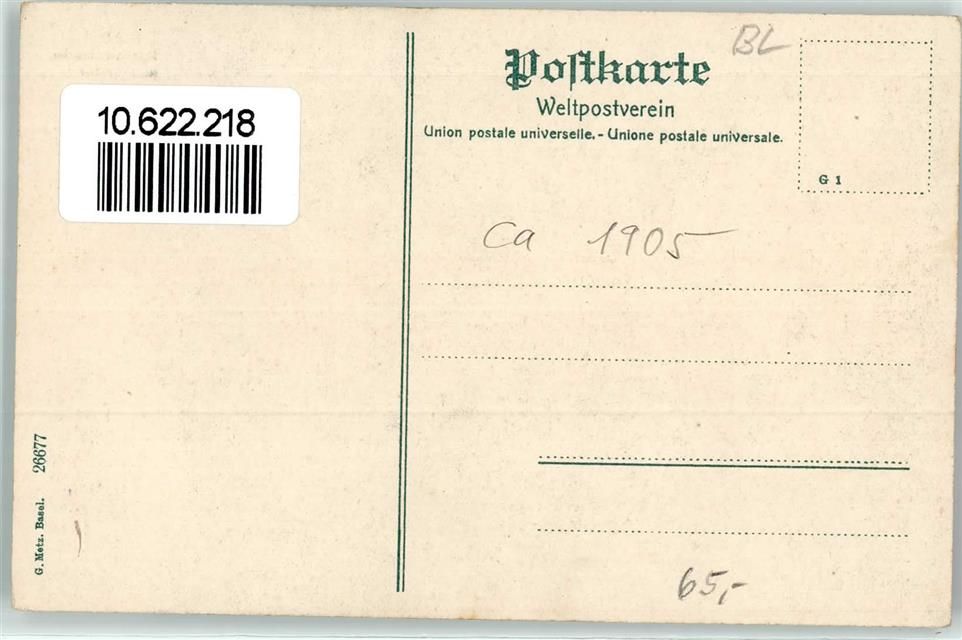 10.622.218
BL
Postkarte
Weltpostverein
Union postale universelle. - Unione postale universale.
G 1
ca 1905
65,-
G. Metz. Basel. 26677